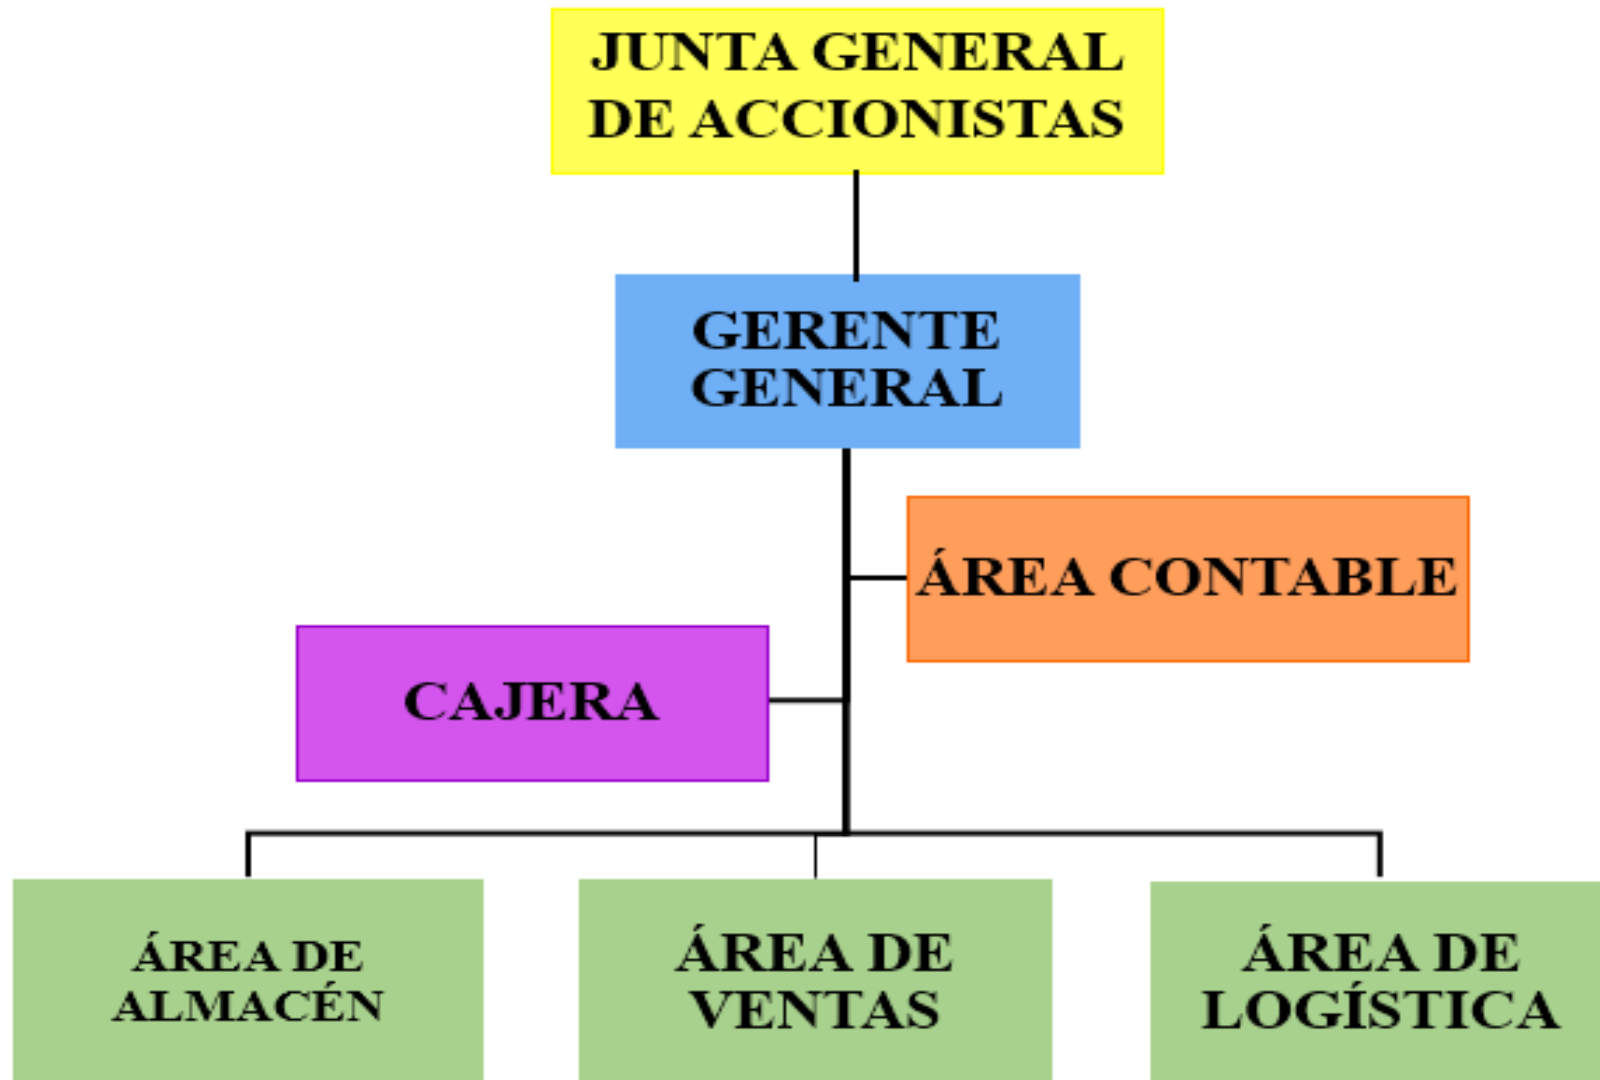 JUNTA GENERAL
DE ACCIONISTAS
GERENTE
GENERAL
ÁREA CONTABLE
CAJERA
ÁREA DE
ALMACÉN
ÁREA DE
VENTAS
ÁREA DE
LOGÍSTICA